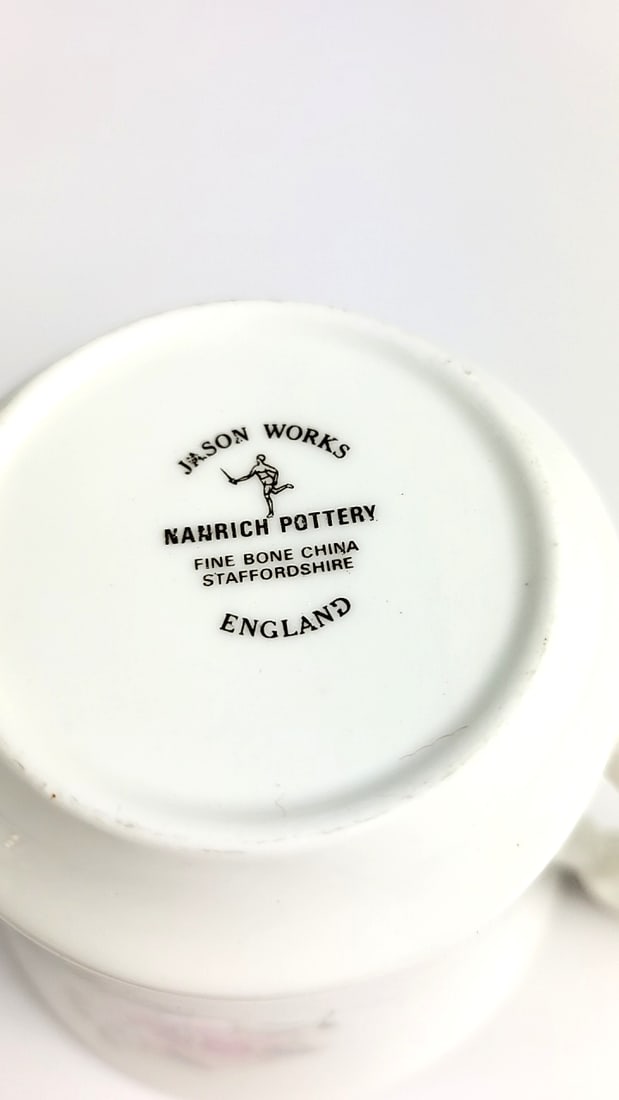 JASON WORKS
NANRICH POTTERY
FINE BONE CHINA
STAFFORDSHIRE
ENGLAND